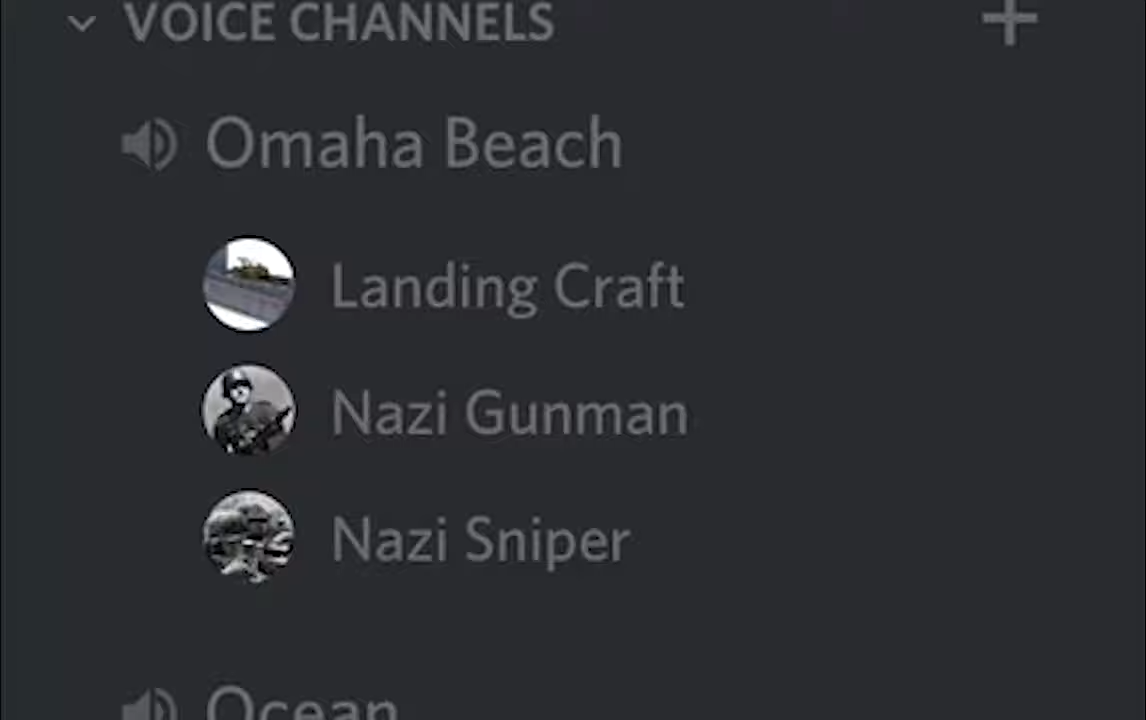 VOICE CHANNELS
Omaha Beach
Landing Craft
Nazi Gunman
Nazi Sniper
Ocean